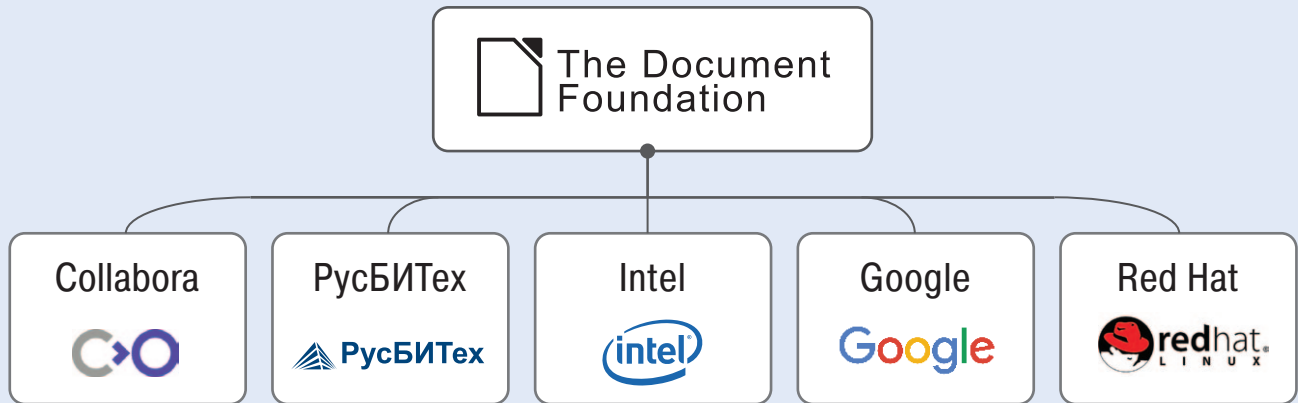 The Document
Foundation
Collabora
РусБИТех
Intel
Google
Red Hat
РусБИТех
intel
Google
redhat.
LINUX